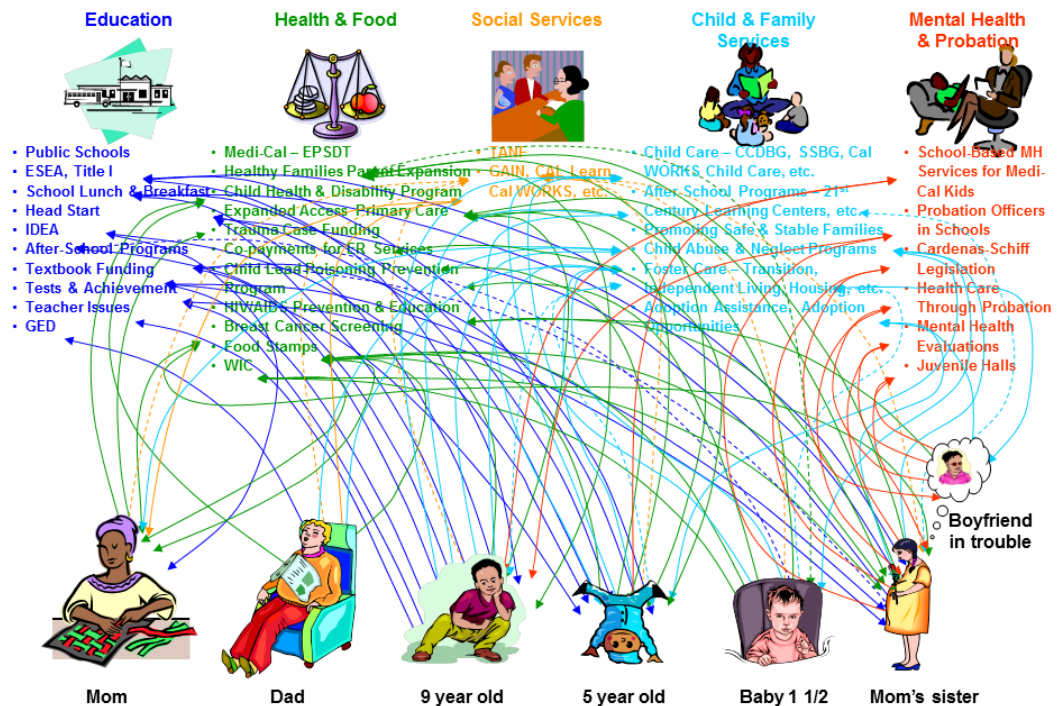 Education
Health & Food
Social Services
Child & Family
Services
Mental Health
& Probation
• Public Schools
• ESEA, Title I
• School Lunch & Breakfast
• Head Start
• IDEA
• After-School Programs
• Textbook Funding
• Tests & Achievement
• Teacher Issues
• GED
• Medi-Cal – EPSDT
• Healthy Families Parent Expansion
• Child Health & Disability Program
• Expanded Access Primary Care
• Trauma Case Funding
• Co-payments for ER Services
• Child Lead Poisoning Prevention
Program
• HIV/AIDS Prevention & Education
• Breast Cancer Screening
• Food Stamps
• WIC
• TANF
• GAIN, CAL Learn,
Cal WORKS, etc.
• Child Care – CCDBG, SSBG, Cal
WORKS Child Care, etc.
• After-School Programs – 21st
Century Learning Centers, etc.
• Promoting Safe & Stable Families
• Child Abuse & Neglect Programs
• Foster Care – Transition,
Independent Living, Housing, etc.
• Adoption Assistance, Adoption
Opportunities
• School-Based MH
Services for Medi-
Cal Kids
• Probation Officers
in Schools
• Cardenas-Schiff
Legislation
• Health Care
Through Probation
• Mental Health
Evaluations
• Juvenile Halls
Boyfriend
in trouble
Mom
Dad
9 year old
5 year old
Baby 1 1/2
Mom's sister